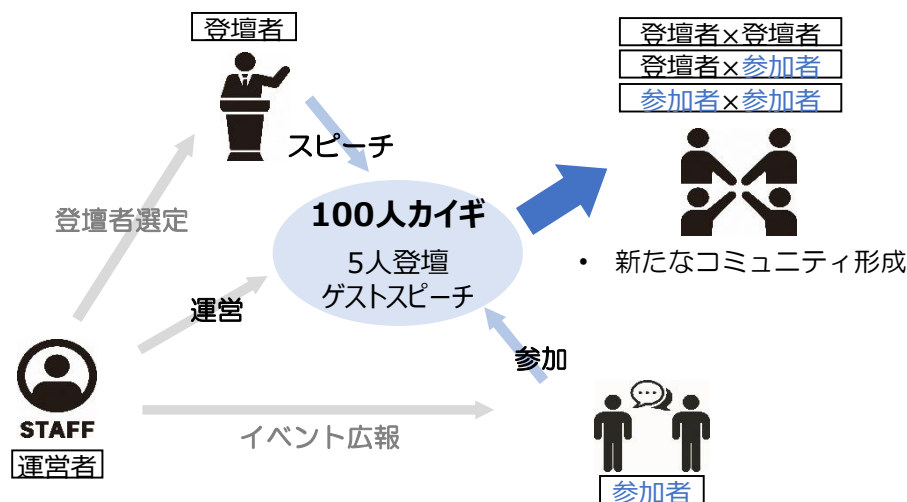 登壇者
登壇者×登壇者
登壇者×参加者
参加者×参加者
スピーチ
登壇者選定
100人カイギ
5人登壇
ゲストスピーチ
• 新たなコミュニティ形成
運営
参加
STAFF
運営者
イベント広報
参加者